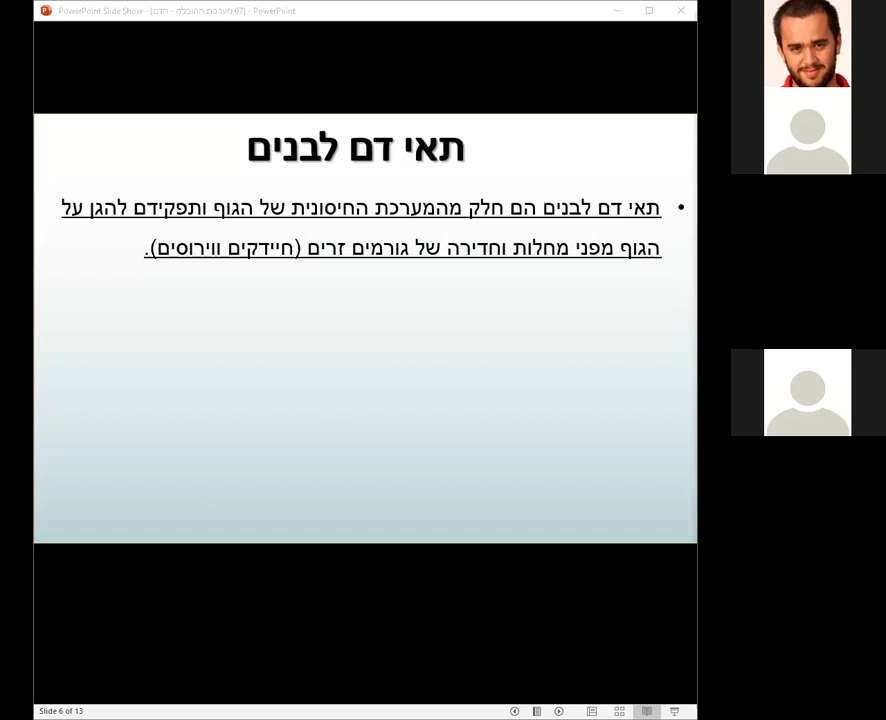 PowerPoint Slide Show - [07 מערכת ההובלה - הדם] - PowerPoint
תאי דם לבנים
• תאי דם לבנים הם חלק מהמערכת החיסונית של הגוף ותפקידם להגן על
הגוף מפני מחלות וחדירה של גורמים זרים (חיידקים ווירוסים).
Slide 6 of 13